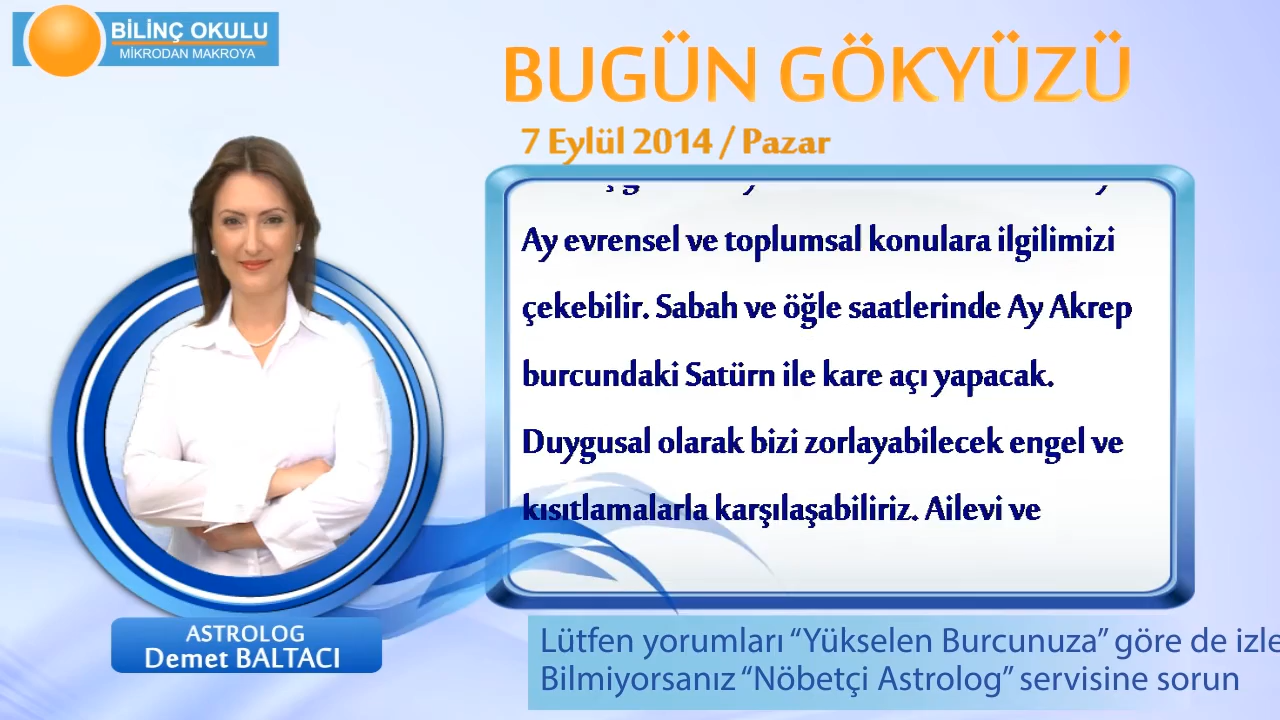 BİLİNÇ OKULU
MİKRODAN MAKROYA
BUGÜN GÖKYÜZÜ
7 Eylül 2014 / Pazar
Ay evrensel ve toplumsal konulara ilgilimizi
çekebilir. Sabah ve öğle saatlerinde Ay Akrep
burcundaki Satürn ile kare açı yapacak.
Duygusal olarak bizi zorlayabilecek engel ve
kısıtlamalarla karşılaşabiliriz. Ailevi ve
ASTROLOG
Demet BALTACI
Lütfen yorumları “Yükselen Burcunuza” göre de
Bilmiyorsanız “Nöbetçi Astrolog” servisine sorun